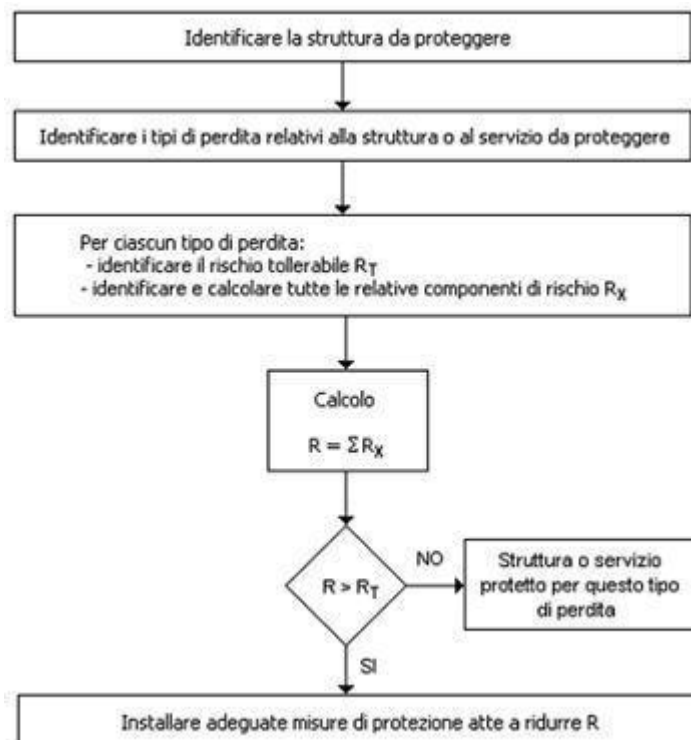 Identificare la struttura da proteggere
Identificare i tipi di perdita relativi alla struttura o al servizio da proteggere
Per ciascun tipo di perdita:
- identificare il rischio tollerabile RT
- identificare e calcolare tutte le relative componenti di rischio RX
Calcolo
R = ΣRX
R > RT
NO
Struttura o servizio
protetto per questo tipo
di perdita
SI
Installare adeguate misure di protezione atte a ridurre R